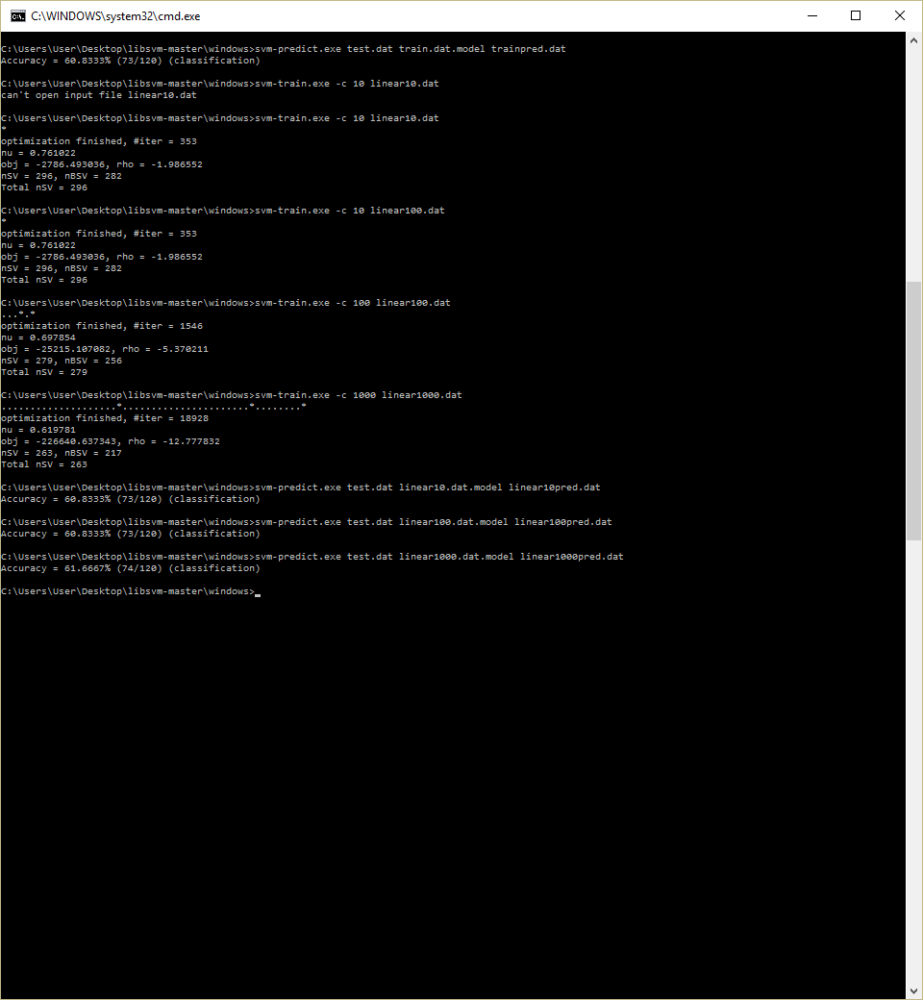 C:\WINDOWS\system32\cmd.exe
C:\Users\User\Desktop\libsvm-master\windows>svm-predict.exe test.dat train.dat.model trainpred.dat
Accuracy = 60.8333% (73/120) (classification)
C:\Users\User\Desktop\libsvm-master\windows>svm-train.exe -c 10 linear10.dat
can't open input file linear10.dat
C:\Users\User\Desktop\libsvm-master\windows>svm-train.exe -c 10 linear10.dat
*
optimization finished, #iter = 353
nu = 0.761022
obj = -2786.493036, rho = -1.986552
nSV = 296, nBSV = 282
Total nSV = 296
C:\Users\User\Desktop\libsvm-master\windows>svm-train.exe -c 10 linear100.dat
*
optimization finished, #iter = 353
nu = 0.761022
obj = -2786.493036, rho = -1.986552
nSV = 296, nBSV = 282
Total nSV = 296
C:\Users\User\Desktop\libsvm-master\windows>svm-train.exe -c 100 linear100.dat
...*.*
optimization finished, #iter = 1546
nu = 0.697854
obj = -25215.107082, rho = -5.370211
nSV = 279, nBSV = 256
Total nSV = 279
C:\Users\User\Desktop\libsvm-master\windows>svm-train.exe -c 1000 linear1000.dat
....................*......................*........*
optimization finished, #iter = 18928
nu = 0.619781
obj = -226640.637343, rho = -12.777832
nSV = 263, nBSV = 217
Total nSV = 263
C:\Users\User\Desktop\libsvm-master\windows>svm-predict.exe test.dat linear10.dat.model linear10pred.dat
Accuracy = 60.8333% (73/120) (classification)
C:\Users\User\Desktop\libsvm-master\windows>svm-predict.exe test.dat linear100.dat.model linear100pred.dat
Accuracy = 60.8333% (73/120) (classification)
C:\Users\User\Desktop\libsvm-master\windows>svm-predict.exe test.dat linear1000.dat.model linear1000pred.dat
Accuracy = 61.6667% (74/120) (classification)
C:\Users\User\Desktop\libsvm-master\windows>